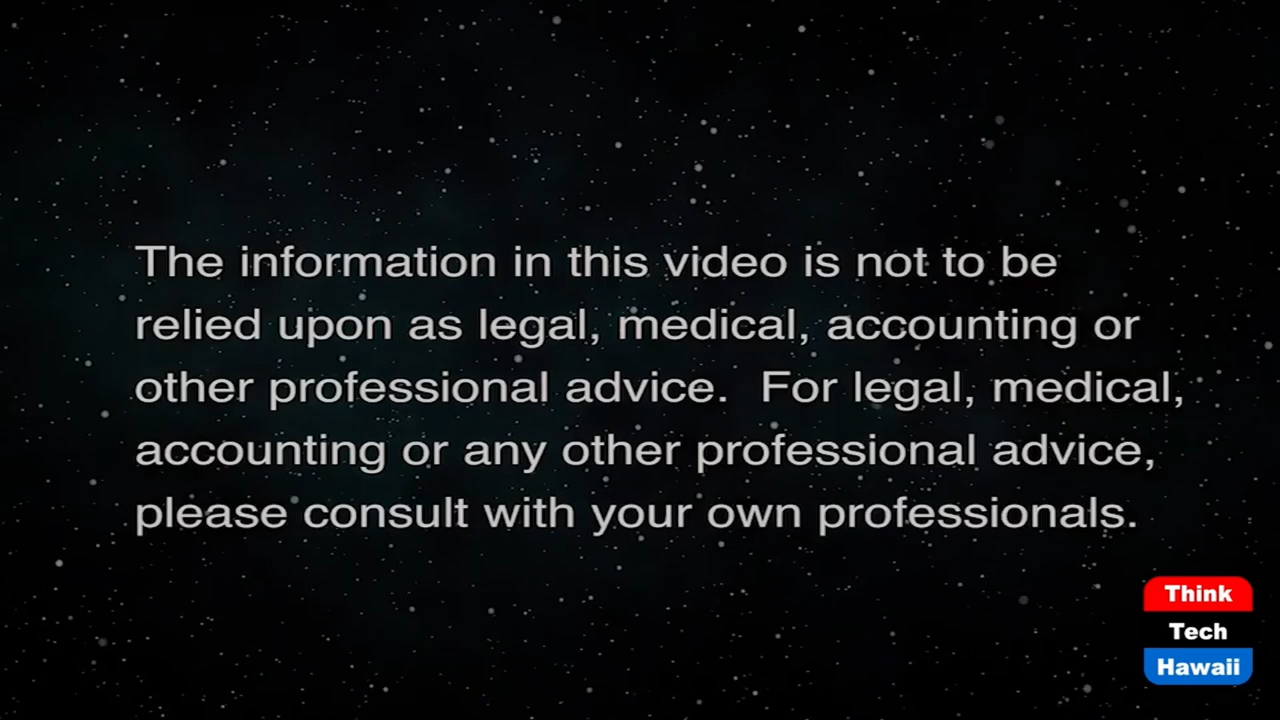 The information in this video is not to be
relied upon as legal, medical, accounting or
other professional advice.  For legal, medical,
accounting or any other professional advice,
please consult with your own professionals.
Think
Tech
Hawaii